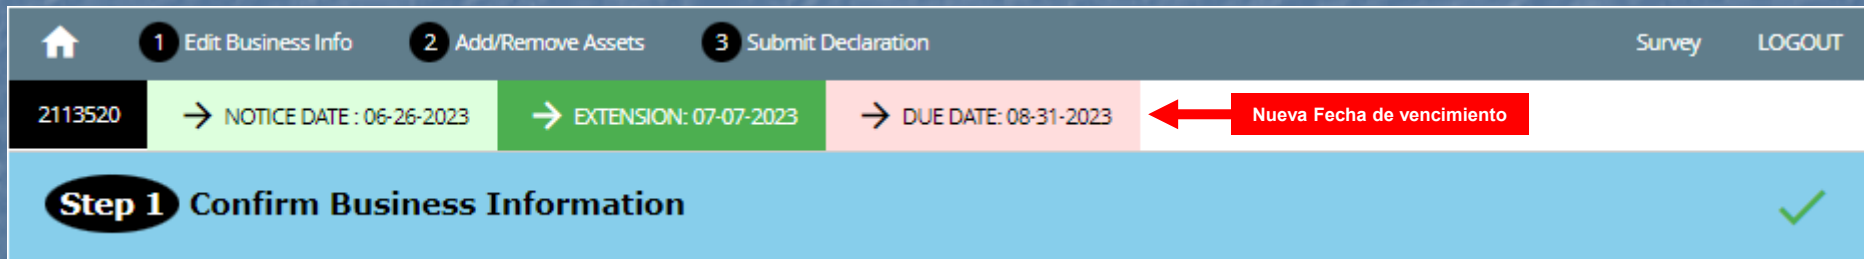 1 Edit Business Info 2 Add/Remove Assets 3 Submit Declaration Survey LOGOUT
2113520 → NOTICE DATE : 06-26-2023 → EXTENSION: 07-07-2023 → DUE DATE: 08-31-2023 Nueva Fecha de vencimiento
Step 1 Confirm Business Information